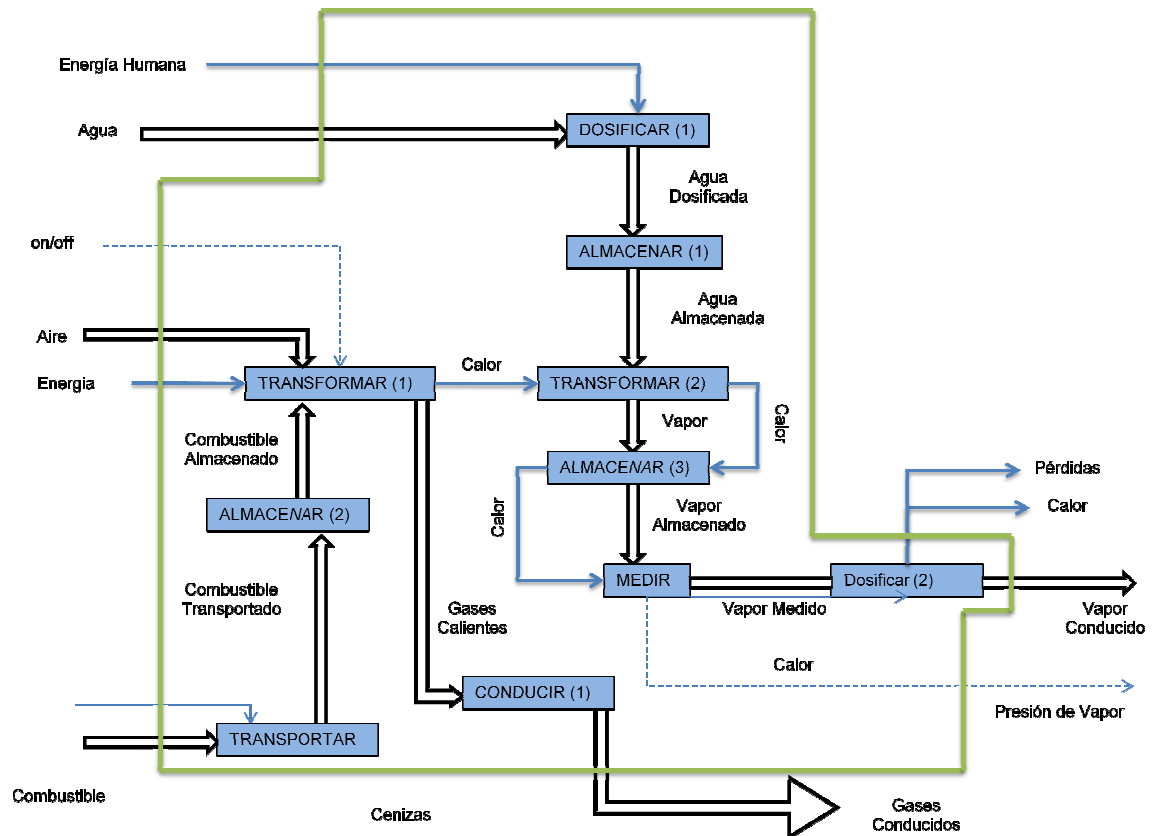 Energía Humana
Agua
DOSIFICAR (1)
Agua
Dosificada
on/off
ALMACENAR (1)
Agua
Almacenada
Aire
Energia
TRANSFORMAR (1)
Calor
TRANSFORMAR (2)
Calor
Vapor
Combustible
Almacenado
ALMACENAR (3)
Pérdidas
Calor
Calor
Vapor
Almacenado
ALMACENAR (2)
MEDIR
Dosificar (2)
Combustible
Transportado
Gases
Calientes
Vapor Medido
Vapor
Conducido
Calor
CONDUCIR (1)
Presión de Vapor
TRANSPORTAR
Combustible
Cenizas
Gases
Conducidos